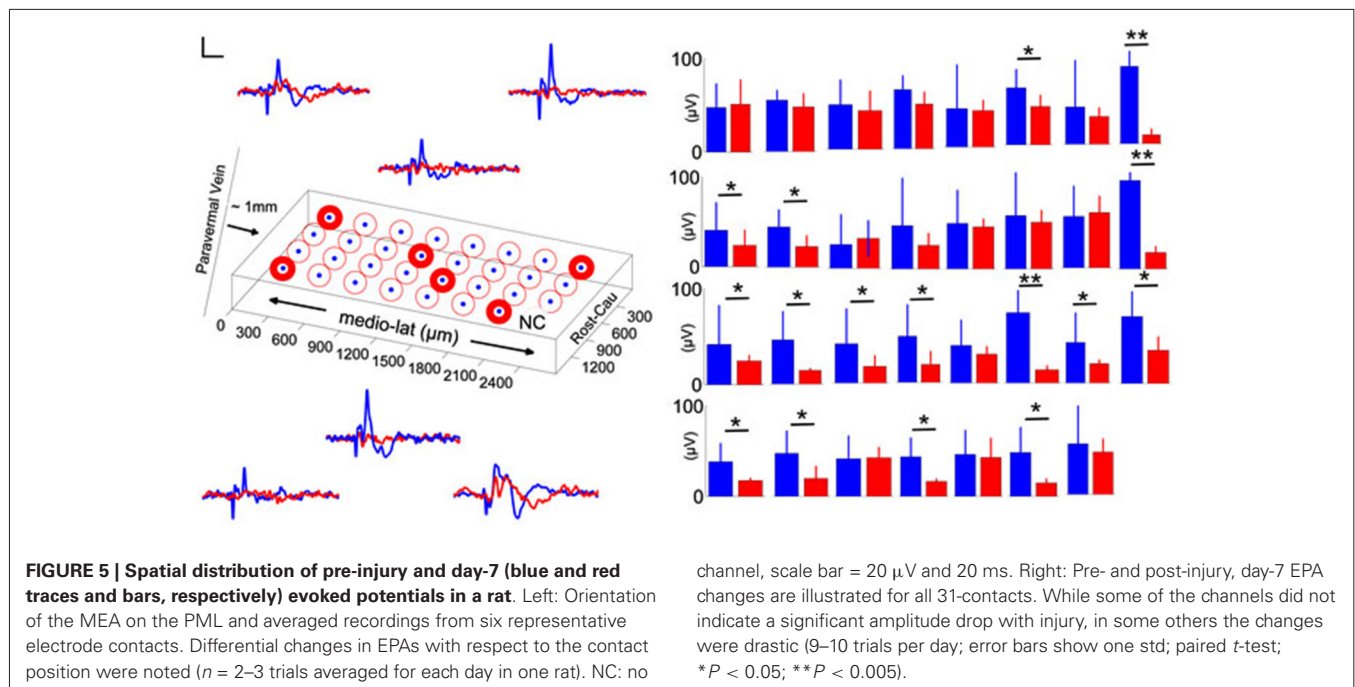 100
(µV)
0
*
**
100
(µV)
0
*
*
**
100
(µV)
0
*
*
*
*
**
*
*
100
(µV)
0
*
*
*
*
Paravermal Vein
~ 1mm
NC
medio-lat (µm)
Rost-Cau
0 300 600 900 1200 1500 1800 2100 2400
300
600
900
1200
FIGURE 5 | Spatial distribution of pre-injury and day-7 (blue and red
traces and bars, respectively) evoked potentials in a rat. Left: Orientation
of the MEA on the PML and averaged recordings from six representative
electrode contacts. Differential changes in EPAs with respect to the contact
position were noted (n = 2–3 trials averaged for each day in one rat). NC: no
channel, scale bar = 20 μV and 20 ms. Right: Pre- and post-injury, day-7 EPA
changes are illustrated for all 31-contacts. While some of the channels did not
indicate a significant amplitude drop with injury, in some others the changes
were drastic (9–10 trials per day; error bars show one std; paired t-test;
*P < 0.05; **P < 0.005).